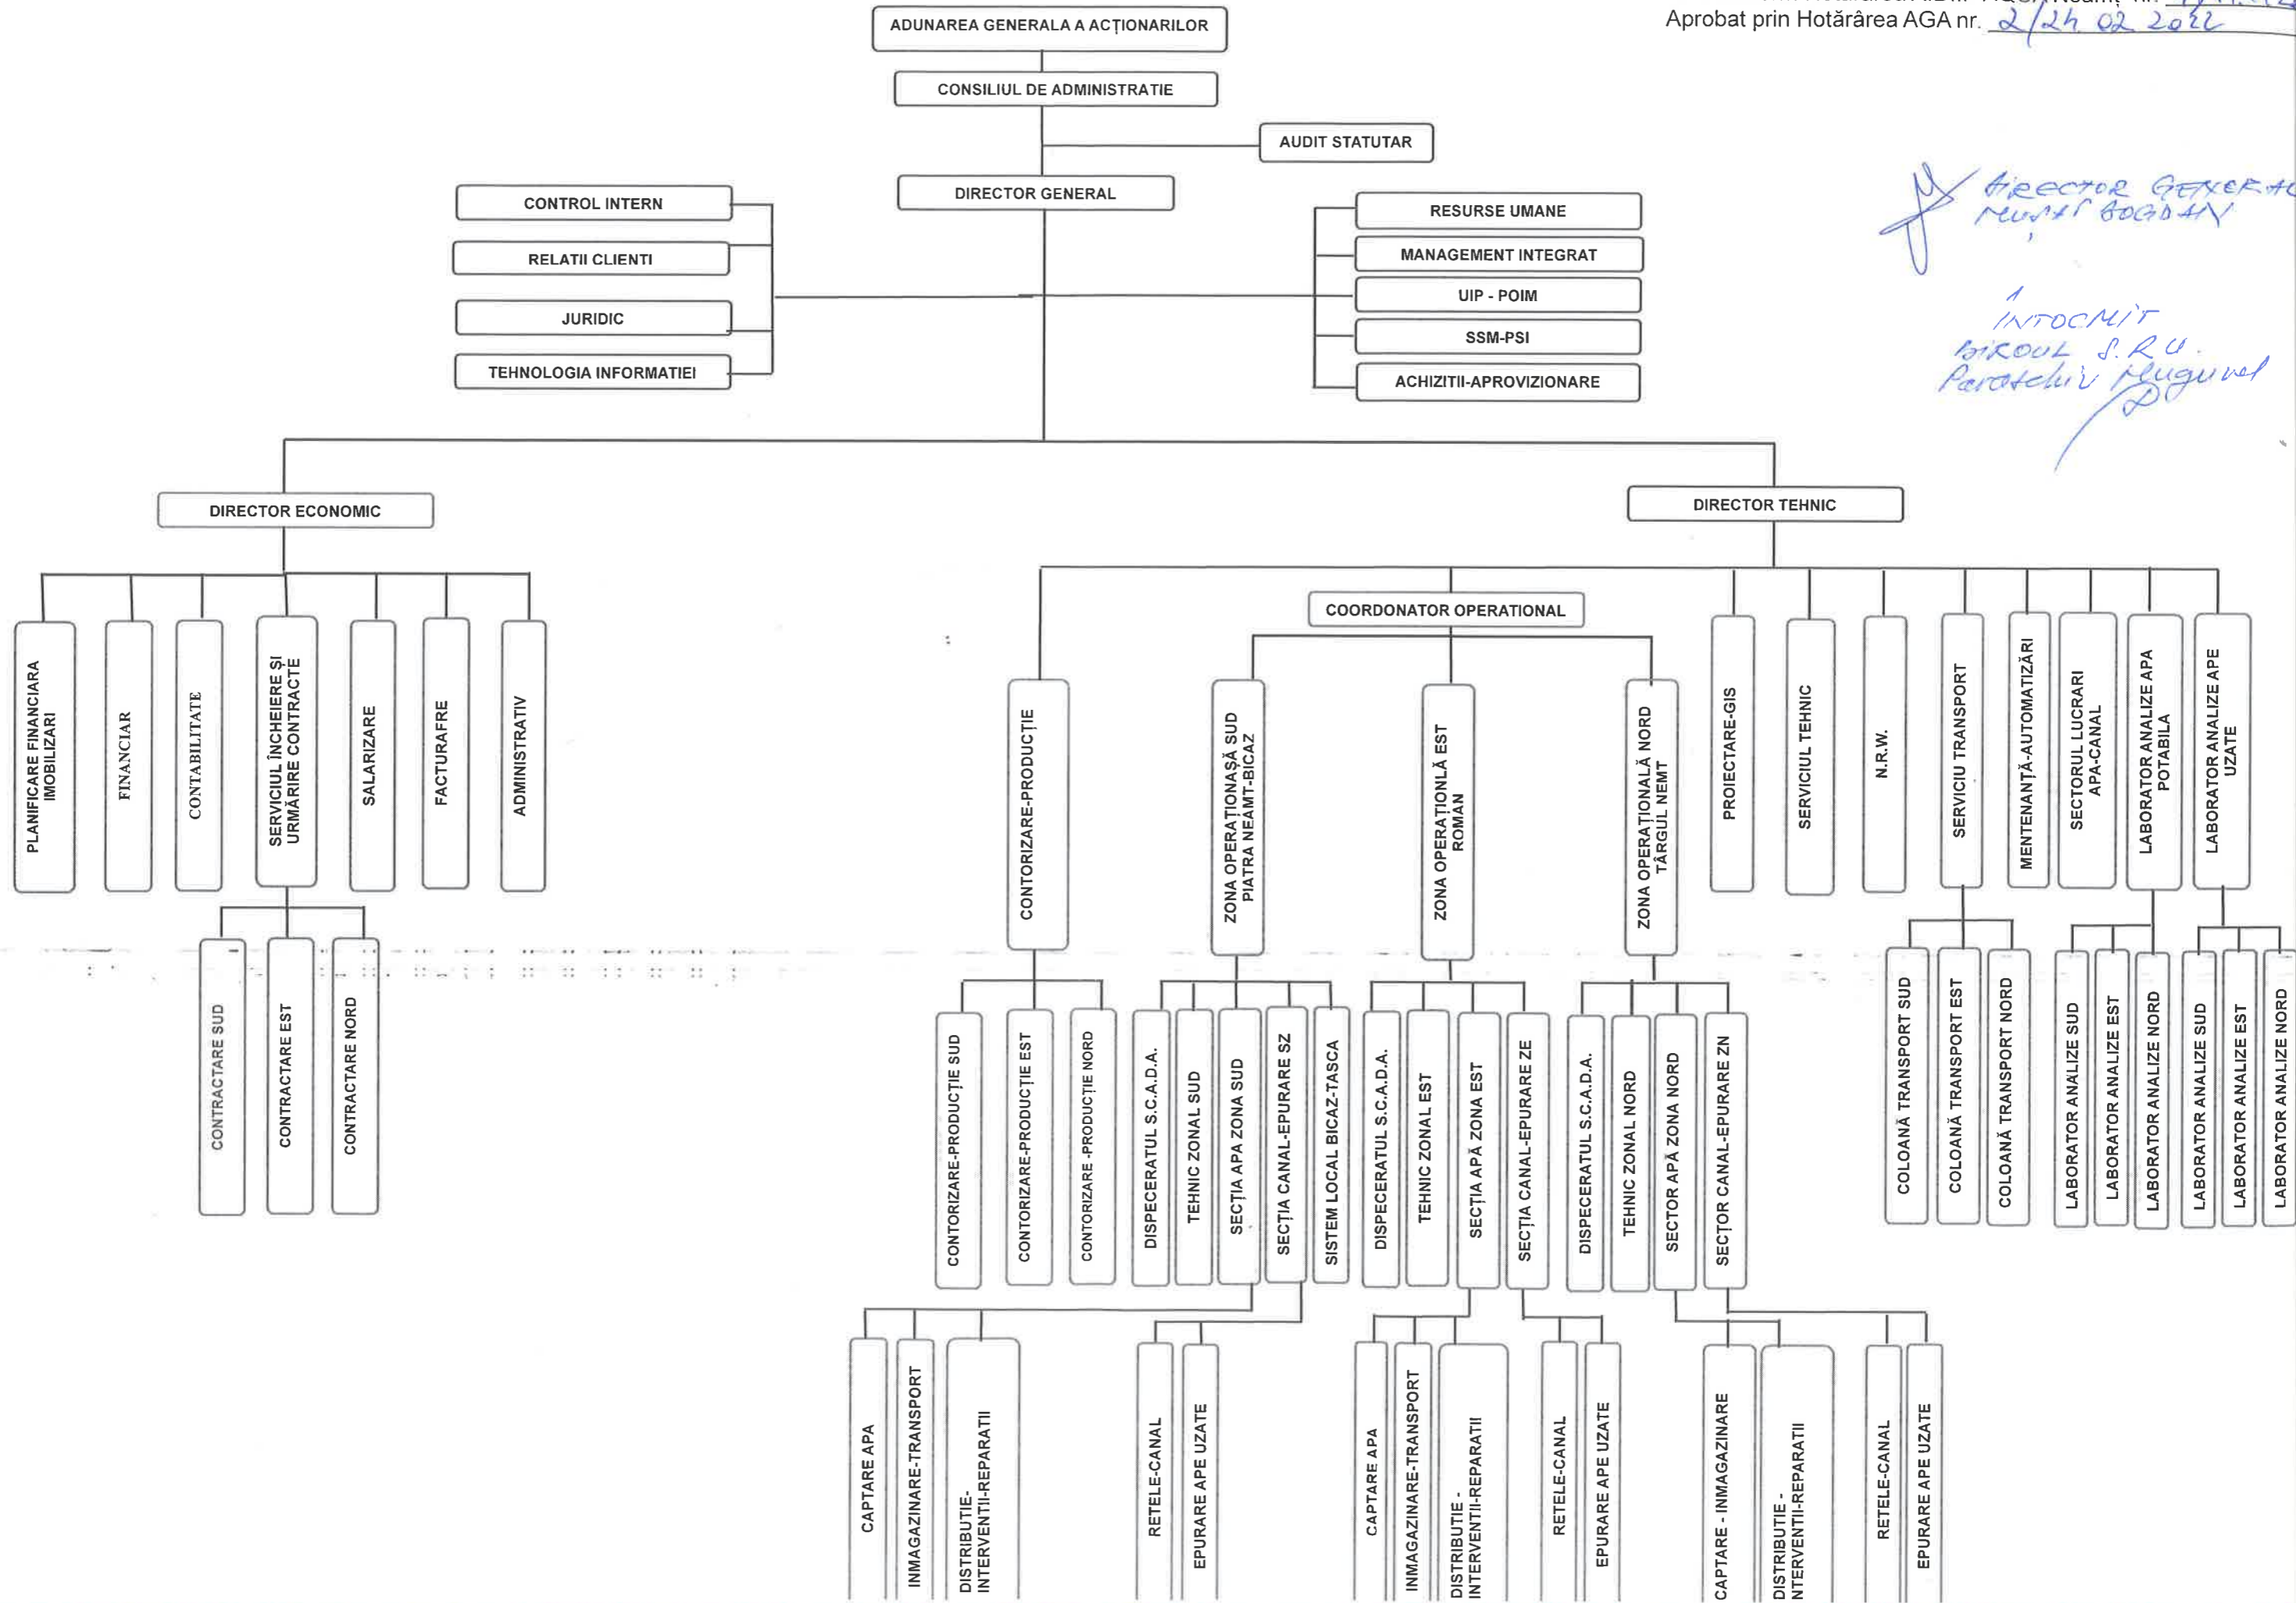 Aprobat prin Hotărârea AGA nr. 2/24 02 2022
ADUNAREA GENERALA A ACȚIONARILOR
CONSILIUL DE ADMINISTRATIE
AUDIT STATUTAR
DIRECTOR GENERAL
CONTROL INTERN
RELATII CLIENTI
JURIDIC
TEHNOLOGIA INFORMATIEI
RESURSE UMANE
MANAGEMENT INTEGRAT
UIP - POIM
SSM-PSI
ACHIZITII-APROVIZIONARE
DIRECTOR GENERAL
BOGDAN
ÎNTOCMIT
BIROUL S.R.U.
Paraschiv Mugurel
DIRECTOR ECONOMIC
DIRECTOR TEHNIC
PLANIFICARE FINANCIARA
IMOBILIZARI
FINANCIAR
CONTABILITATE
SERVICIUL ÎNCHEIERE ȘI
URMĂRIRE CONTRACTE
SALARIZARE
FACTURAFRE
ADMINISTRATIV
CONTRACTARE SUD
CONTRACTARE EST
CONTRACTARE NORD
COORDONATOR OPERATIONAL
CONTORIZARE-PRODUCȚIE
ZONA OPERAȚIONAȘĂ SUD
PIATRA NEAMT-BICAZ
ZONA OPERAȚIONLĂ EST
ROMAN
ZONA OPERAȚIONALĂ NORD
TÂRGUL NEMT
PROIECTARE-GIS
SERVICIUL TEHNIC
N.R.W.
SERVICIU TRANSPORT
MENTENANȚĂ-AUTOMATIZĂRI
SECTORUL LUCRARI
APA-CANAL
LABORATOR ANALIZE APA
POTABILA
LABORATOR ANALIZE APE
UZATE
CONTORIZARE-PRODUCȚIE SUD
CONTORIZARE-PRODUCȚIE EST
CONTORIZARE -PRODUCȚIE NORD
DISPECERATUL S.C.A.D.A.
TEHNIC ZONAL SUD
SECȚIA APA ZONA SUD
SECȚIA CANAL-EPURARE SZ
SISTEM LOCAL BICAZ-TASCA
DISPECERATUL S.C.A.D.A.
TEHNIC ZONAL EST
SECȚIA APĂ ZONA EST
SECȚIA CANAL-EPURARE ZE
DISPECERATUL S.C.A.D.A.
TEHNIC ZONAL NORD
SECTOR APĂ ZONA NORD
SECTOR CANAL-EPURARE ZN
COLOANĂ TRANSPORT SUD
COLOANĂ TRANSPORT EST
COLOANĂ TRANSPORT NORD
LABORATOR ANALIZE SUD
LABORATOR ANALIZE EST
LABORATOR ANALIZE NORD
LABORATOR ANALIZE SUD
LABORATOR ANALIZE EST
LABORATOR ANALIZE NORD
CAPTARE APA
INMAGAZINARE-TRANSPORT
DISTRIBUTIE-
INTERVENTII-REPARATII
RETELE-CANAL
EPURARE APE UZATE
CAPTARE APA
INMAGAZINARE-TRANSPORT
DISTRIBUTIE -
INTERVENTII-REPARATII
RETELE-CANAL
EPURARE APE UZATE
CAPTARE - INMAGAZINARE
DISTRIBUTIE -
NTERVENTII-REPARATII
RETELE-CANAL
EPURARE APE UZATE